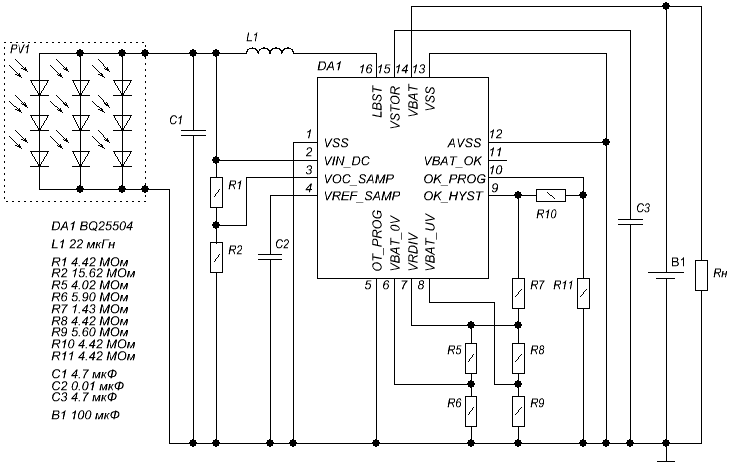 PV1
L1
DA1
16 15 14 13
LBST
VSTOR
VBAT
VSS
C1
1 VSS
2 VIN_DC
3 VOC_SAMP
4 VREF_SAMP
AVSS 12
VBAT_OK 11
OK_PROG 10
OK_HYST 9
R1
R2
C2
R10
C3
OT_PROG
VBAT_0V
VRDIV
VBAT_UV
5 6 7 8
R7
R11
B1
Rн
R5
R8
R6
R9
DA1 BQ25504
L1 22 мкГн
R1 4.42 МОм
R2 15.62 МОм
R5 4.02 МОм
R6 5.90 МОм
R7 1.43 МОм
R8 4.42 МОм
R9 5.60 МОм
R10 4.42 МОм
R11 4.42 МОм
C1 4.7 мкФ
C2 0.01 мкФ
C3 4.7 мкФ
B1 100 мкФ